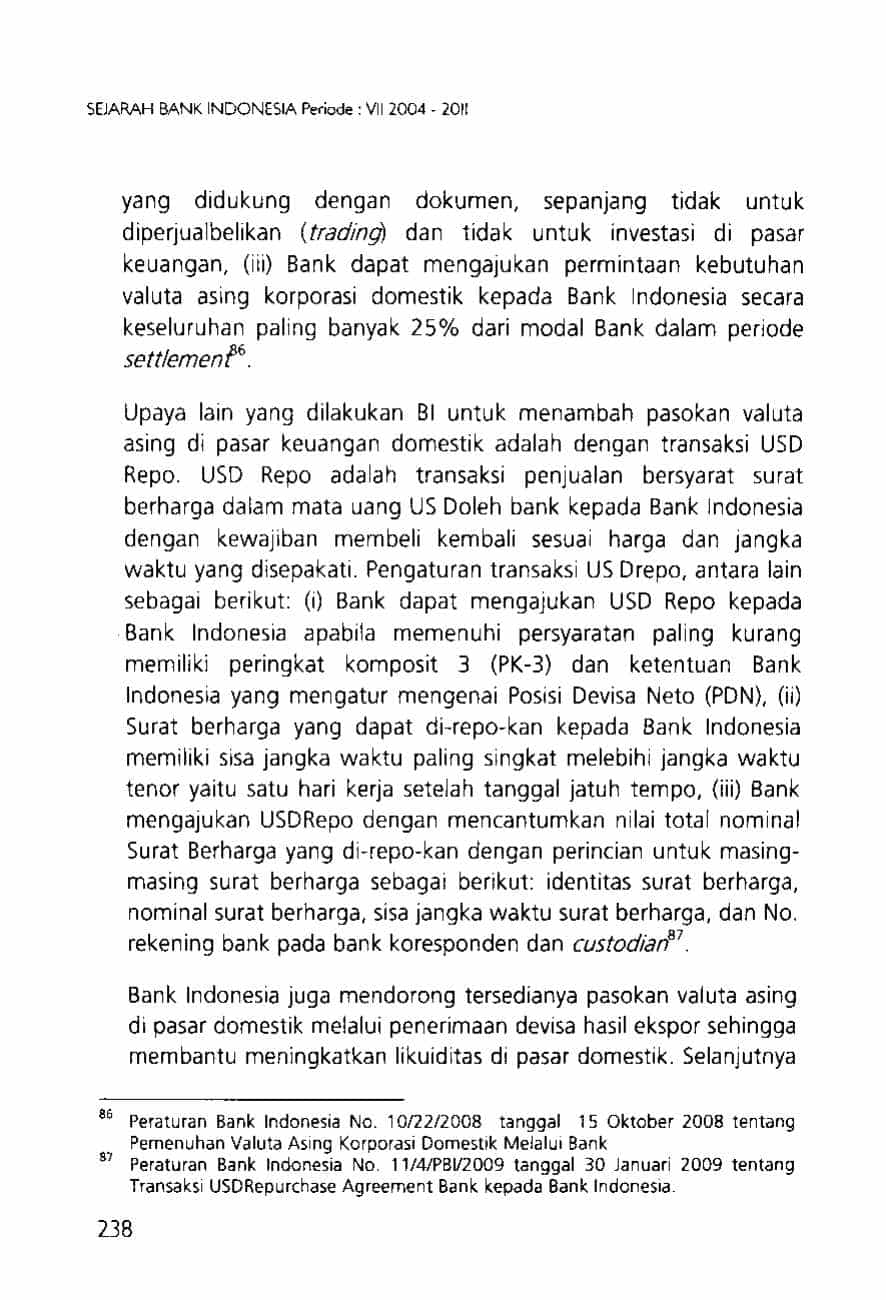 SEJARAH BANK INDONESIA Periode : VII 2004 - 2011
yang didukung dengan dokumen, sepanjang tidak untuk
diperjualbelikan (trading) dan tidak untuk investasi di pasar
keuangan, (iii) Bank dapat mengajukan permintaan kebutuhan
valuta asing korporasi domestik kepada Bank Indonesia secara
keseluruhan paling banyak 25% dari modal Bank dalam periode
settlement86.
Upaya lain yang dilakukan BI untuk menambah pasokan valuta
asing di pasar keuangan domestik adalah dengan transaksi USD
Repo. USD Repo adalah transaksi penjualan bersyarat surat
berharga dalam mata uang US Doleh bank kepada Bank Indonesia
dengan kewajiban membeli kembali sesuai harga dan jangka
waktu yang disepakati. Pengaturan transaksi US Drepo, antara lain
sebagai berikut: (i) Bank dapat mengajukan USD Repo kepada
Bank Indonesia apabila memenuhi persyaratan paling kurang
memiliki peringkat komposit 3 (PK-3) dan ketentuan Bank
Indonesia yang mengatur mengenai Posisi Devisa Neto (PDN), (ii)
Surat berharga yang dapat di-repo-kan kepada Bank Indonesia
memiliki sisa jangka waktu paling singkat melebihi jangka waktu
tenor yaitu satu hari kerja setelah tanggal jatuh tempo, (iii) Bank
mengajukan USDRepo dengan mencantumkan nilai total nominal
Surat Berharga yang di-repo-kan dengan perincian untuk masing-
masing surat berharga sebagai berikut: identitas surat berharga,
nominal surat berharga, sisa jangka waktu surat berharga, dan No.
rekening bank pada bank koresponden dan custodian87.
Bank Indonesia juga mendorong tersedianya pasokan valuta asing
di pasar domestik melalui penerimaan devisa hasil ekspor sehingga
membantu meningkatkan likuiditas di pasar domestik. Selanjutnya
86 Peraturan Bank Indonesia No. 10/22/2008 tanggal 15 Oktober 2008 tentang
Pemenuhan Valuta Asing Korporasi Domestik Melalui Bank
87 Peraturan Bank Indonesia No. 11/4/PBI/2009 tanggal 30 Januari 2009 tentang
Transaksi USDRepurchase Agreement Bank kepada Bank Indonesia.
238